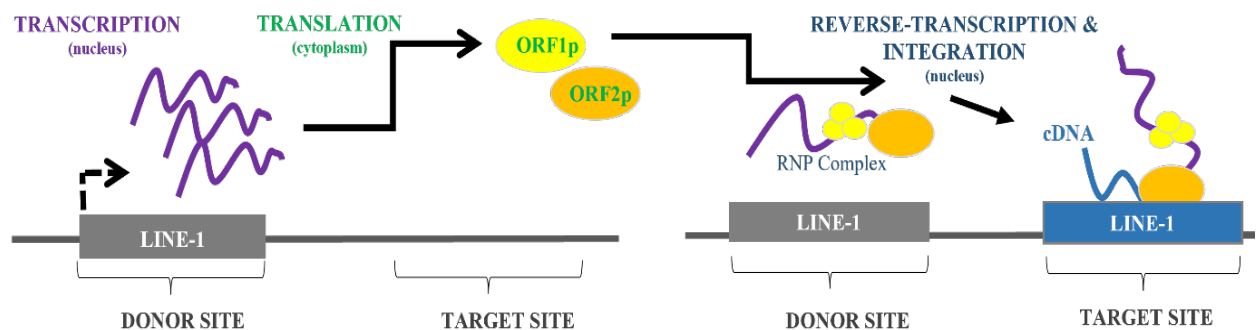 TRANSCRIPTION
(nucleus)
TRANSLATION
(cytoplasm)
ORF1p
ORF2p
REVERSE-TRANSCRIPTION &
INTEGRATION
(nucleus)
RNP Complex
cDNA
LINE-1
LINE-1
LINE-1
DONOR SITE
TARGET SITE
DONOR SITE
TARGET SITE